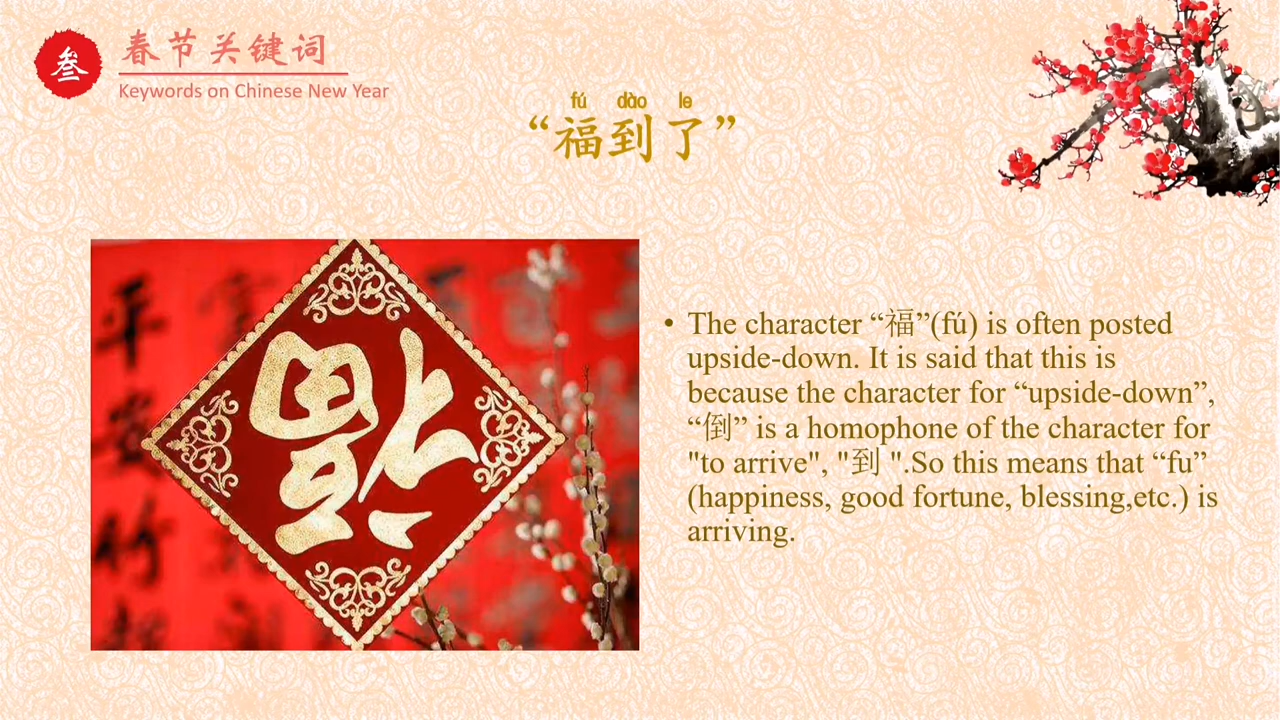 叁
春节关键词
Keywords on Chinese New Year
fú dào le
“福到了”
福
平
安
竹
• The character “福”(fú) is often posted
upside-down. It is said that this is
because the character for “upside-down”,
“倒” is a homophone of the character for
"to arrive", "到 ".So this means that “fu”
(happiness, good fortune, blessing,etc.) is
arriving.